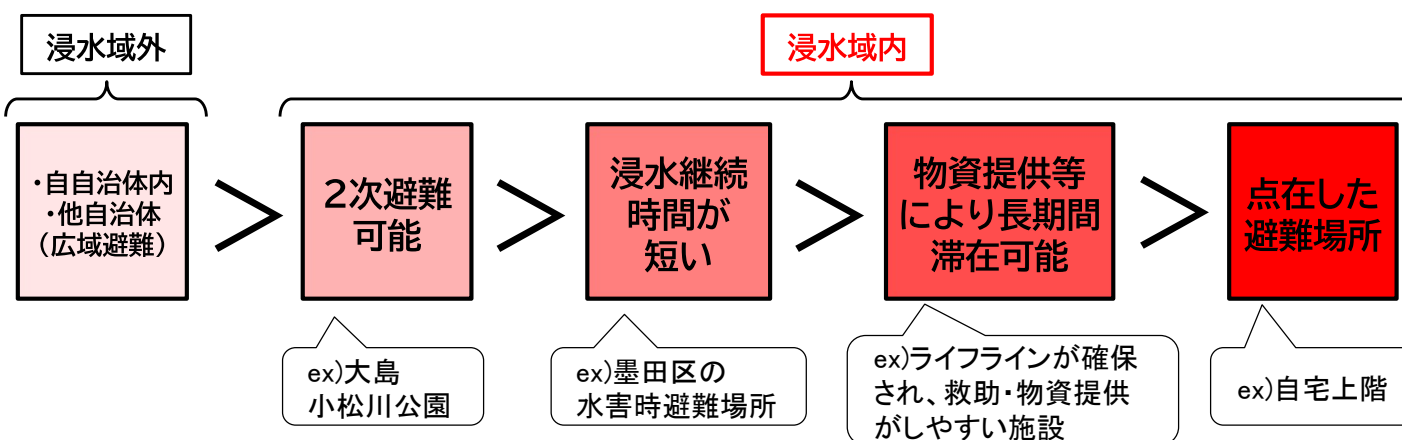 浸水域外
浸水域内
・自自治体内
・他自治体
(広域避難)
＞
2次避難
可能
＞
浸水継続
時間が
短い
＞
物資提供等
により長期間
滞在可能
＞
点在した
避難場所
ex)大島
小松川公園
ex)墨田区の
水害時避難場所
ex)ライフラインが確保
され、救助・物資提供
がしやすい施設
ex)自宅上階